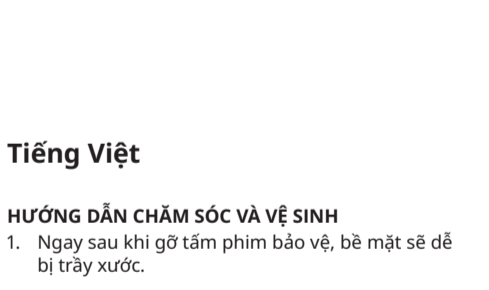 Tiếng Việt
HƯỚNG DẪN CHĂM SÓC VÀ VỆ SINH
1. Ngay sau khi gỡ tấm phim bảo vệ, bề mặt sẽ dễ
bị trầy xước.